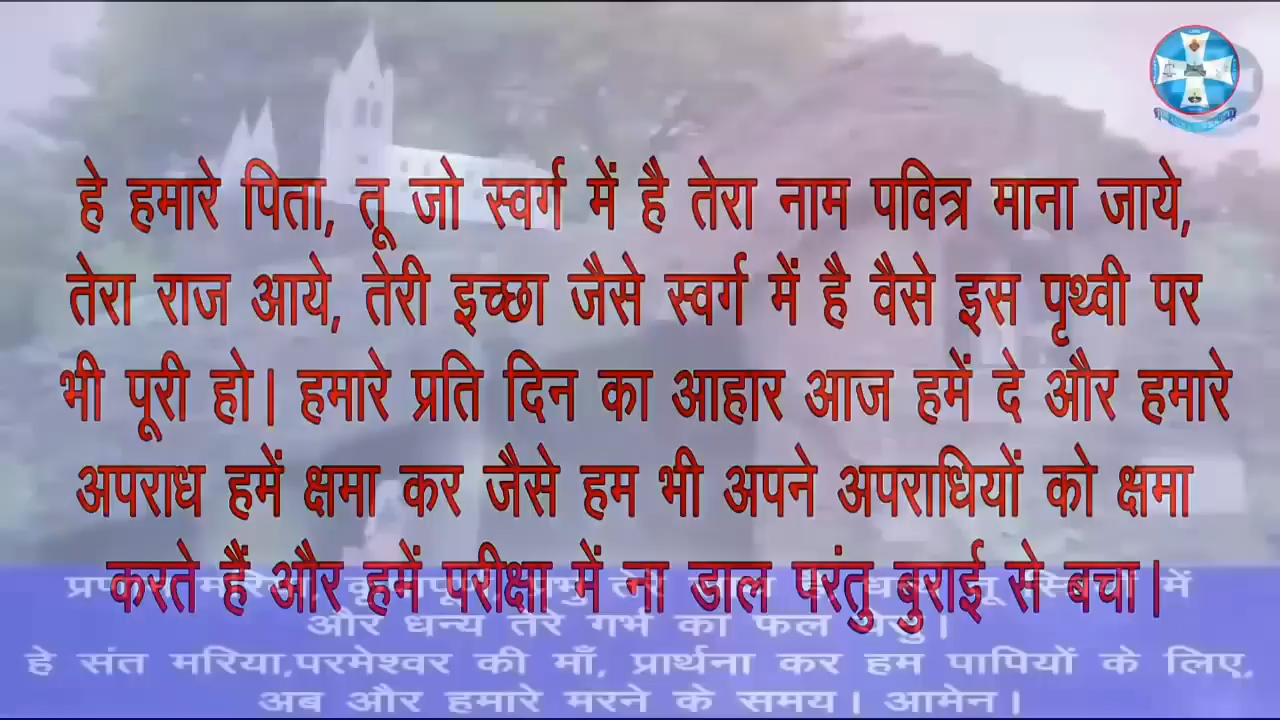 हे हमारे पिता, तू जो स्वर्ग में है तेरा नाम पवित्र माना जाये,
तेरा राज आये, तेरी इच्छा जैसे स्वर्ग में है वैसे इस पृथ्वी पर
भी पूरी हो। हमारे प्रति दिन का आहार आज हमें दे और हमारे
अपराध हमें क्षमा कर जैसे हम भी अपने अपराधियों को क्षमा
करते हैं और हमें परीक्षा में ना डाल परंतु बुराई से बचा।
तेरे तू स्त्रियों में
और धन्य तेरे गर्भ का फल येसु।
हे संत मरिया,परमेश्वर की माँ, प्रार्थना कर हम पापियों के लिए,
अब और हमारे मरने के समय। आमेन।